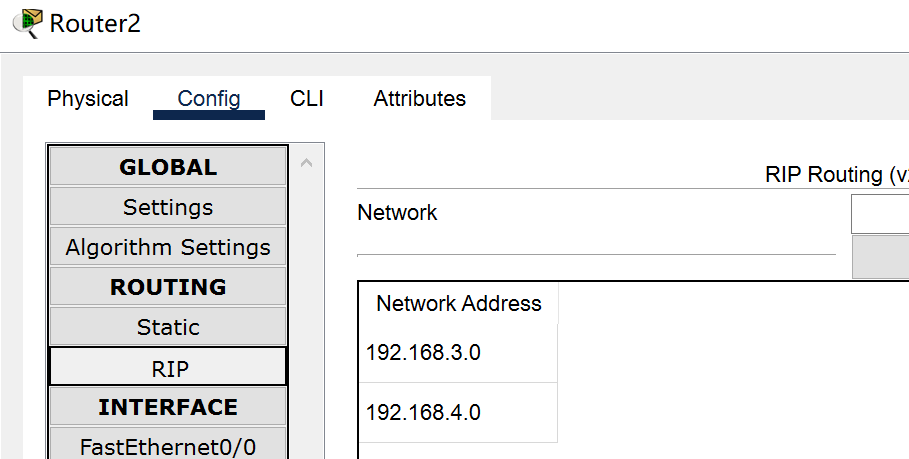 Router2
Physical Config CLI Attributes
GLOBAL
Settings
Algorithm Settings
ROUTING
Static
RIP
INTERFACE
FastEthernet0/0
RIP Routing
Network
Network Address
192.168.3.0
192.168.4.0